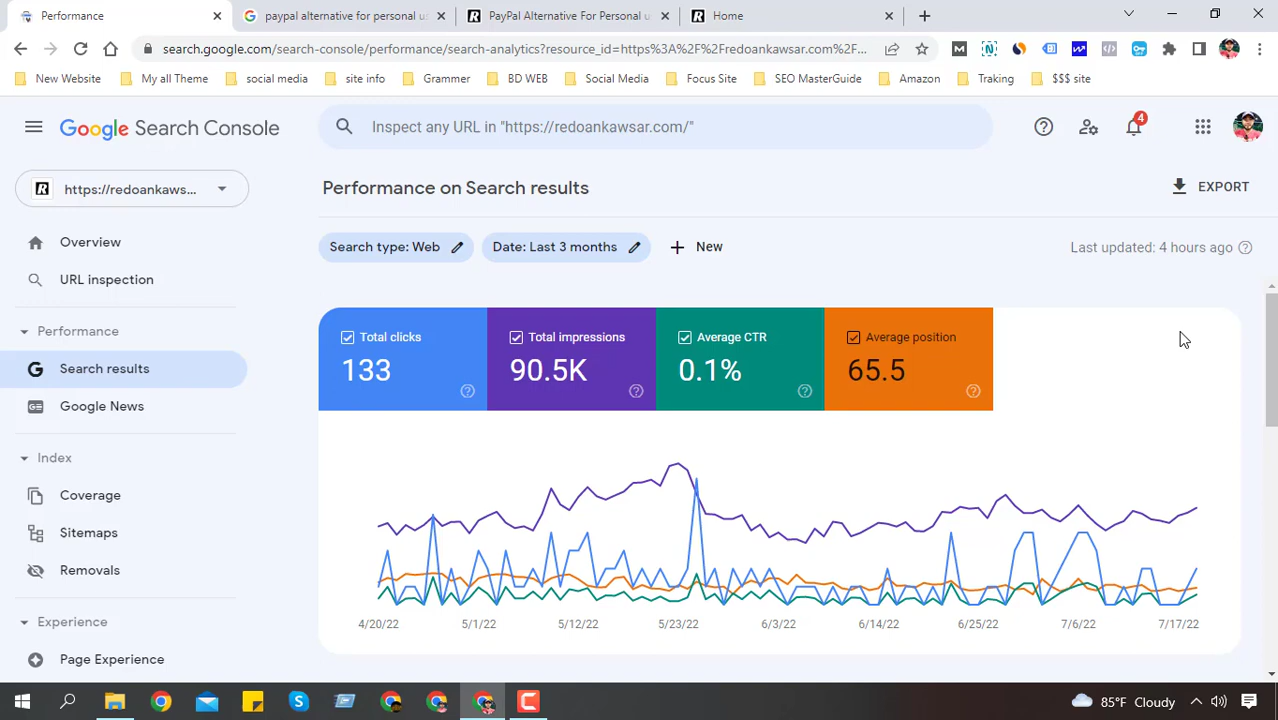 Performance
paypal alternative for personal u
PayPal Alternative For Personal u
Home
search.google.com/search-console/performance/search-analytics?resource_id=https%3A%2F%2Fredoankawsar.com%2F...
New Website
My all Theme
social media
site info
Grammer
BD WEB
Social Media
Focus Site
SEO MasterGuide
Amazon
Traking
$$$ site
Google Search Console
Inspect any URL in "https://redoankawsar.com/"
4
R
https://redoankaws...
Performance on Search results
EXPORT
Overview
Search type: Web
Date: Last 3 months
New
Last updated: 4 hours ago
URL inspection
Performance
Search results
Google News
Total clicks
133
Total impressions
90.5K
Average CTR
0.1%
Average position
65.5
Index
Coverage
Sitemaps
Removals
Experience
Page Experience
4/20/22
5/1/22
5/12/22
5/23/22
6/3/22
6/14/22
6/25/22
7/6/22
7/17/22
85°F Cloudy